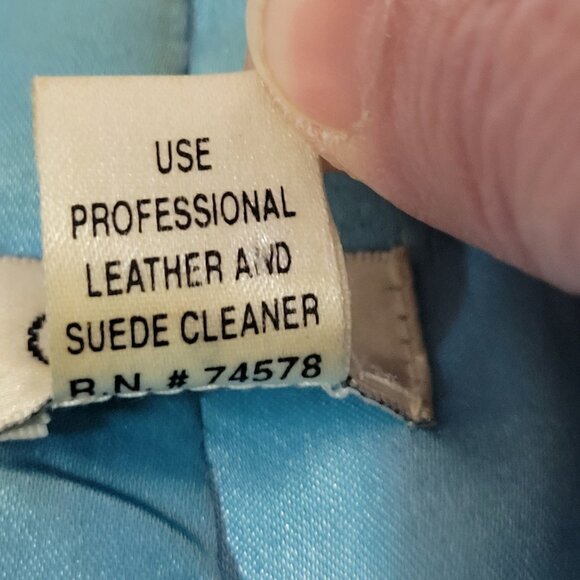 USE
PROFESSIONAL
LEATHER AND
SUEDE CLEANER
R.N. # 74578